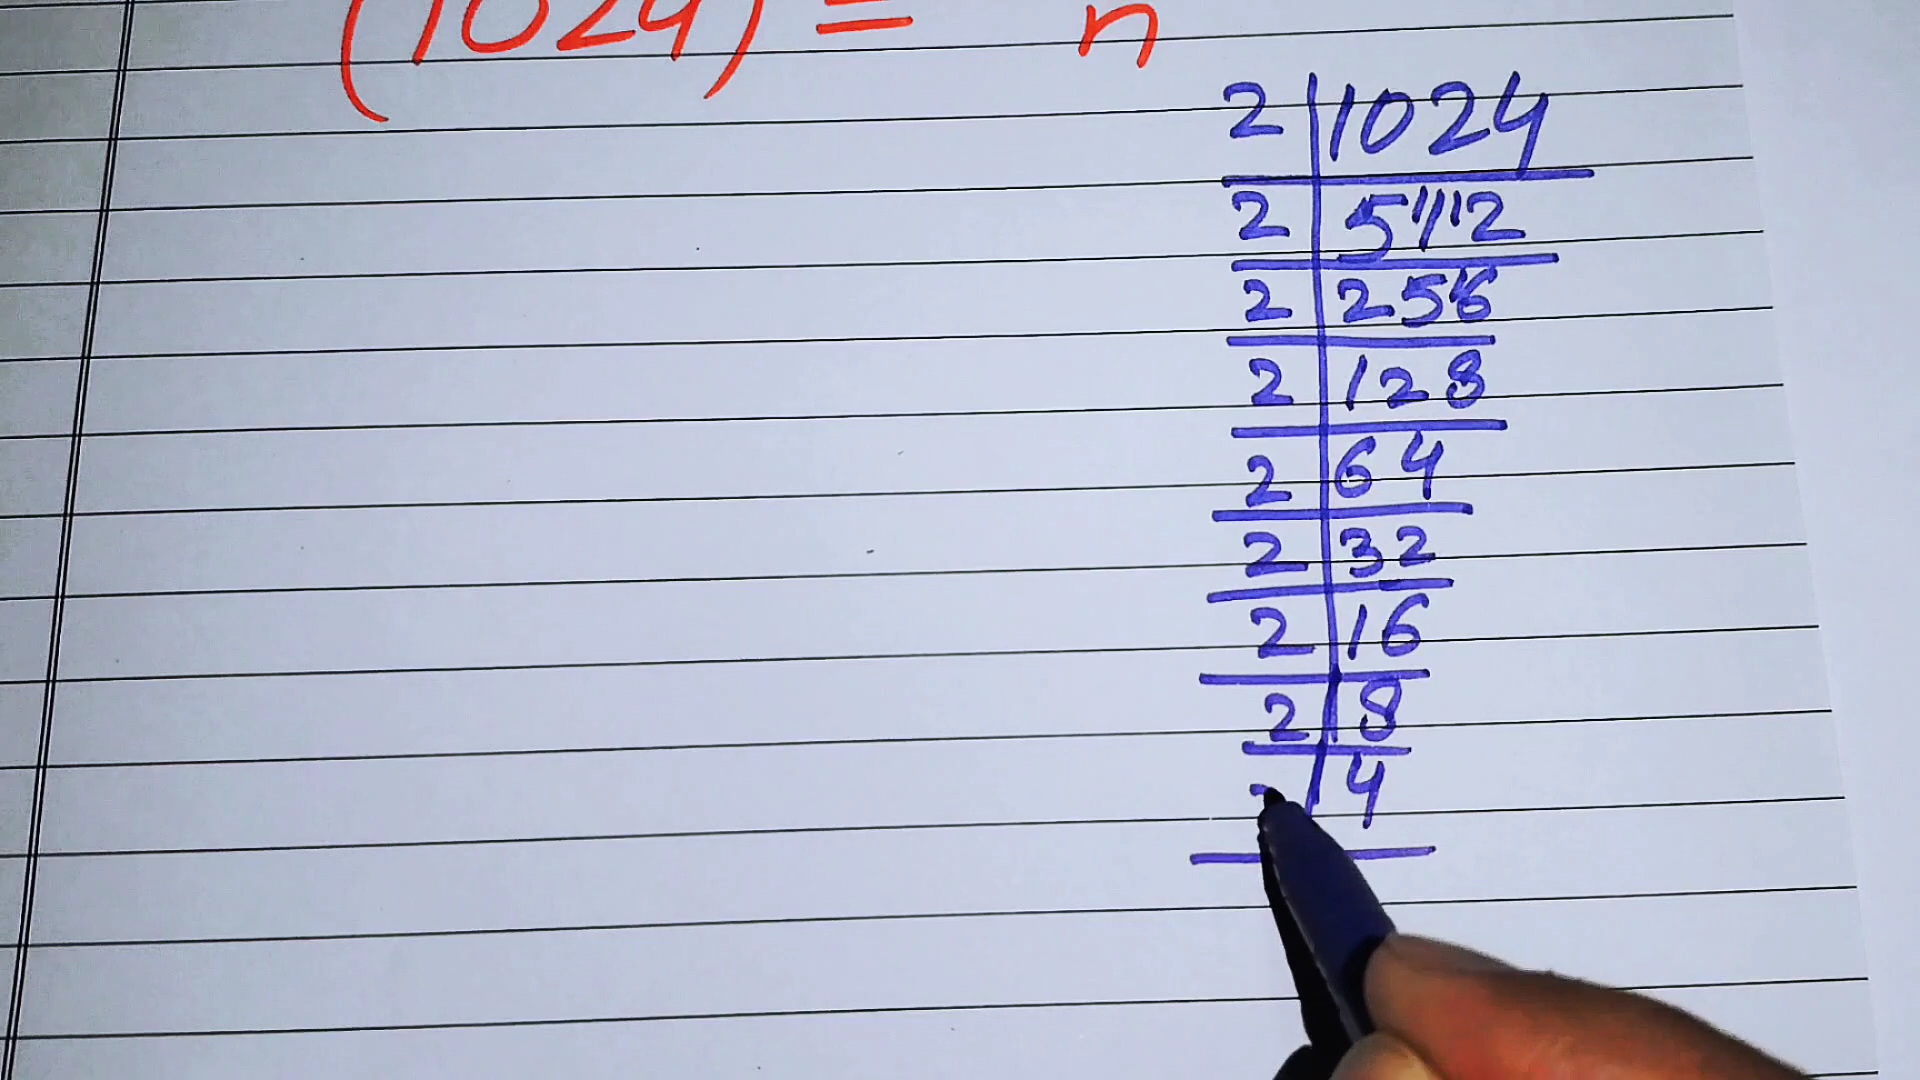 (1024) = n
2 | 1024
2 | 512
2 | 256
2 | 128
2 | 64
2 | 32
2 | 16
2 | 8
4